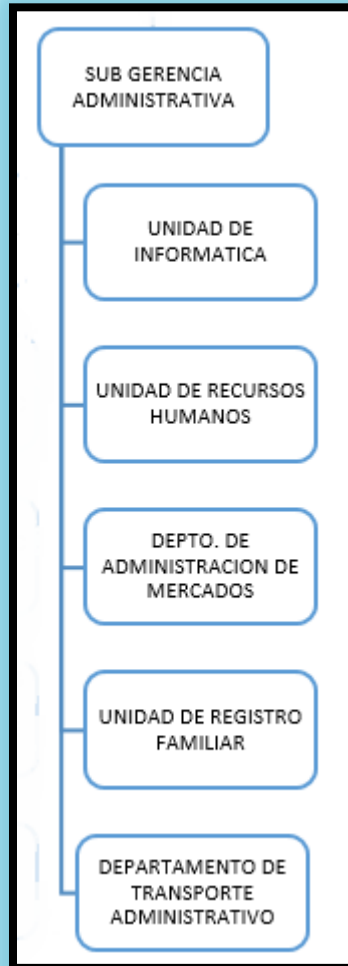 SUB GERENCIA
ADMINISTRATIVA
UNIDAD DE
INFORMATICA
UNIDAD DE RECURSOS
HUMANOS
DEPTO. DE
ADMINISTRACION DE
MERCADOS
UNIDAD DE REGISTRO
FAMILIAR
DEPARTAMENTO DE
TRANSPORTE
ADMINISTRATIVO